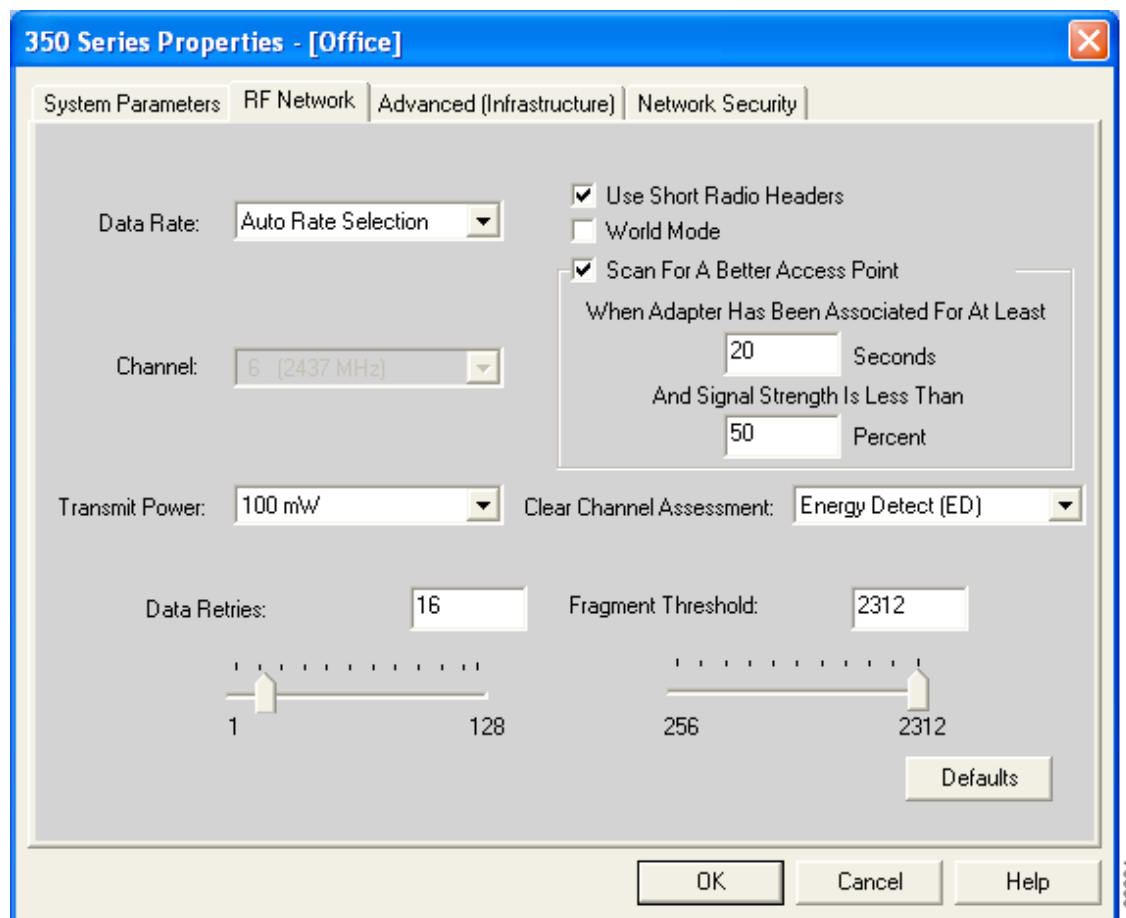 350 Series Properties - [Office]
System Parameters
RF Network
Advanced (Infrastructure)
Network Security
Data Rate:
Auto Rate Selection
Use Short Radio Headers
World Mode
Scan For A Better Access Point
When Adapter Has Been Associated For At Least
20 Seconds
And Signal Strength Is Less Than
50 Percent
Channel:
6 (2437 MHz)
Transmit Power:
100 mW
Clear Channel Assessment:
Energy Detect (ED)
Data Retries:
16
1 128
Fragment Threshold:
2312
256 2312
Defaults
OK
Cancel
Help